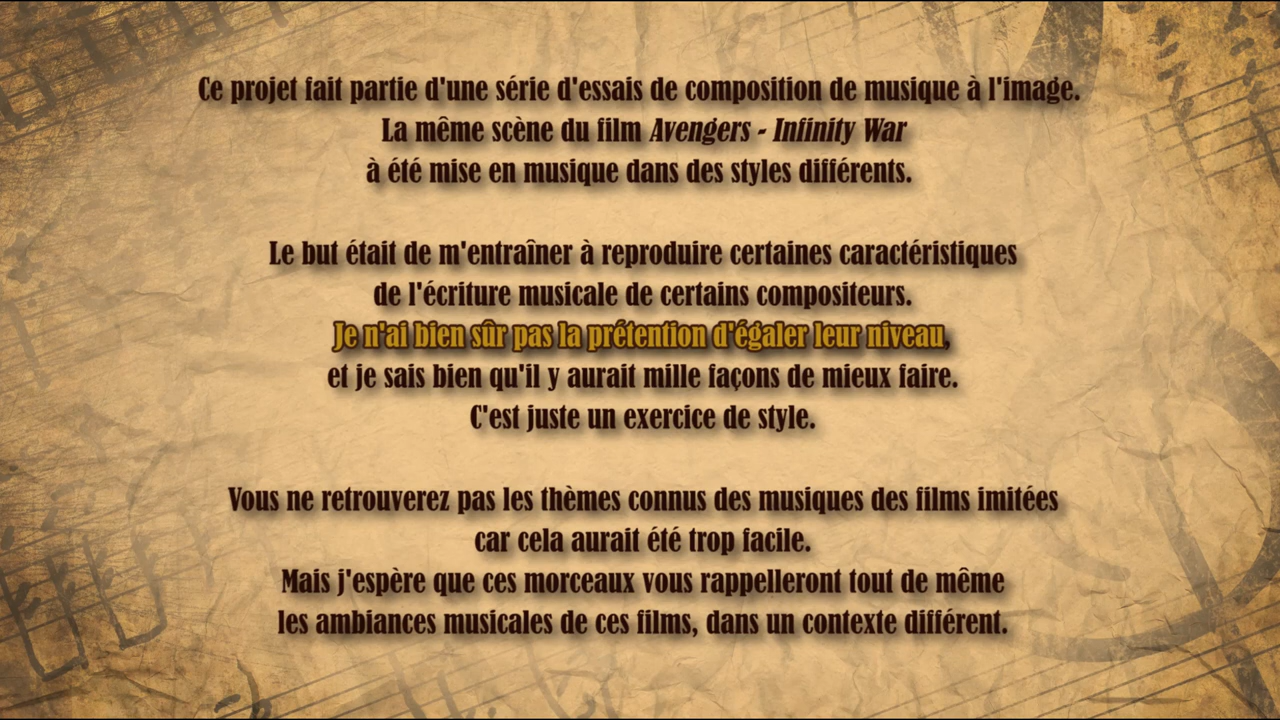 Ce projet fait partie d'une série d'essais de composition de musique à l'image.
La même scène du film Avengers - Infinity War
à été mise en musique dans des styles différents.
Le but était de m'entraîner à reproduire certaines caractéristiques
de l'écriture musicale de certains compositeurs.
Je n'ai bien sûr pas la prétention d'égaler leur niveau,
et je sais bien qu'il y aurait mille façons de mieux faire.
C'est juste un exercice de style.
Vous ne retrouverez pas les thèmes connus des musiques des films imitées
car cela aurait été trop facile.
Mais j'espère que ces morceaux vous rappelleront tout de même
les ambiances musicales de ces films, dans un contexte différent.